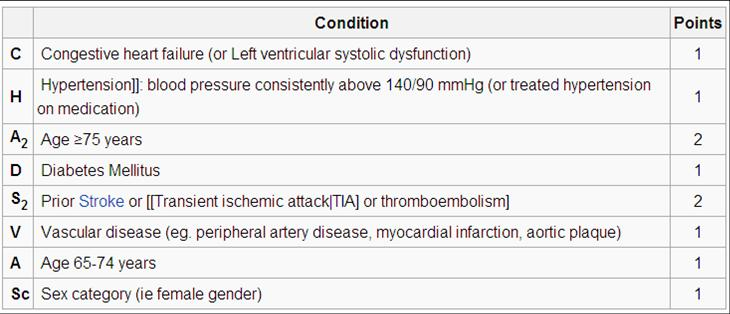 Condition Points
C Congestive heart failure (or Left ventricular systolic dysfunction) 1
H Hypertension]]: blood pressure consistently above 140/90 mmHg (or treated hypertension on medication) 1
A2 Age ≥75 years 2
D Diabetes Mellitus 1
S2 Prior Stroke or [[Transient ischemic attack|TIA] or thromboembolism] 2
V Vascular disease (eg. peripheral artery disease, myocardial infarction, aortic plaque) 1
A Age 65-74 years 1
Sc Sex category (ie female gender) 1